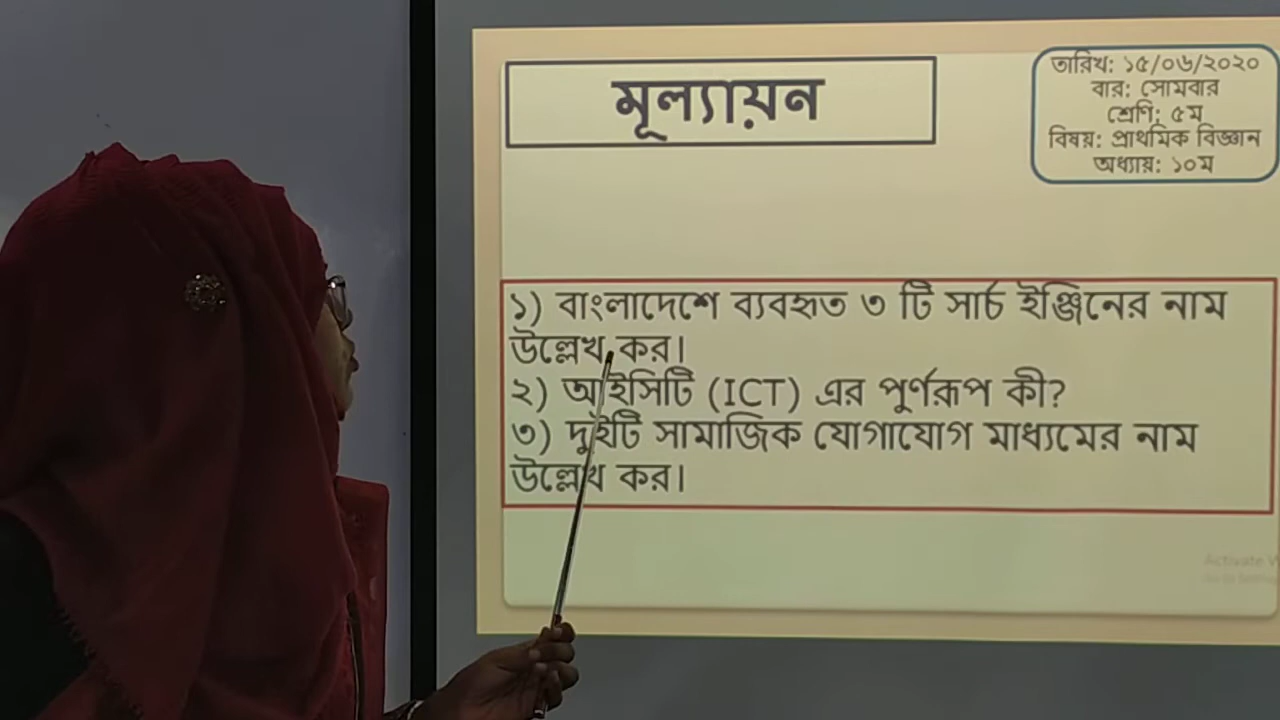 মূল্যায়ন
তারিখ: ১৫/০৬/২০২০
বার: সোমবার
শ্রেণি: ৫ম
বিষয়: প্রাথমিক বিজ্ঞান
অধ্যায়: ১০ম
১) বাংলাদেশে ব্যবহৃত ৩ টি সার্চ ইঞ্জিনের নাম
উল্লেখ কর।
২) আইসিটি (ICT) এর পুর্ণরূপ কী?
৩) দুইটি সামাজিক যোগাযোগ মাধ্যমের নাম
উল্লেখ কর।
Activate